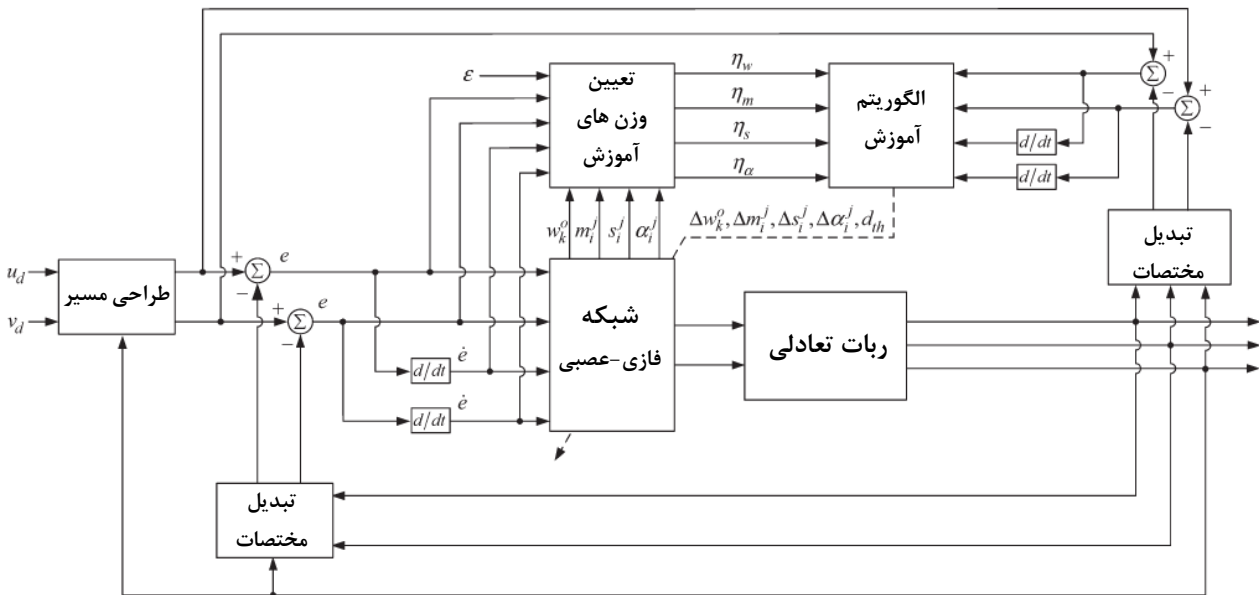 ε
تعیین
وزن های
آموزش
η_w
η_m
η_s
η_α
الگوریتم
آموزش
+
Σ
−
+
Σ
−
d/dt
d/dt
w_k^o m_i^j s_i^j α_i^j
Δw_k^o, Δm_i^j, Δs_i^j, Δα_i^j, d_th
تبدیل
مختصات
u_d
v_d
طراحی مسیر
+
Σ
−
e
+
Σ
−
e
ė
d/dt
ė
d/dt
شبکه
فازی-عصبی
ربات تعادلی
تبدیل
مختصات